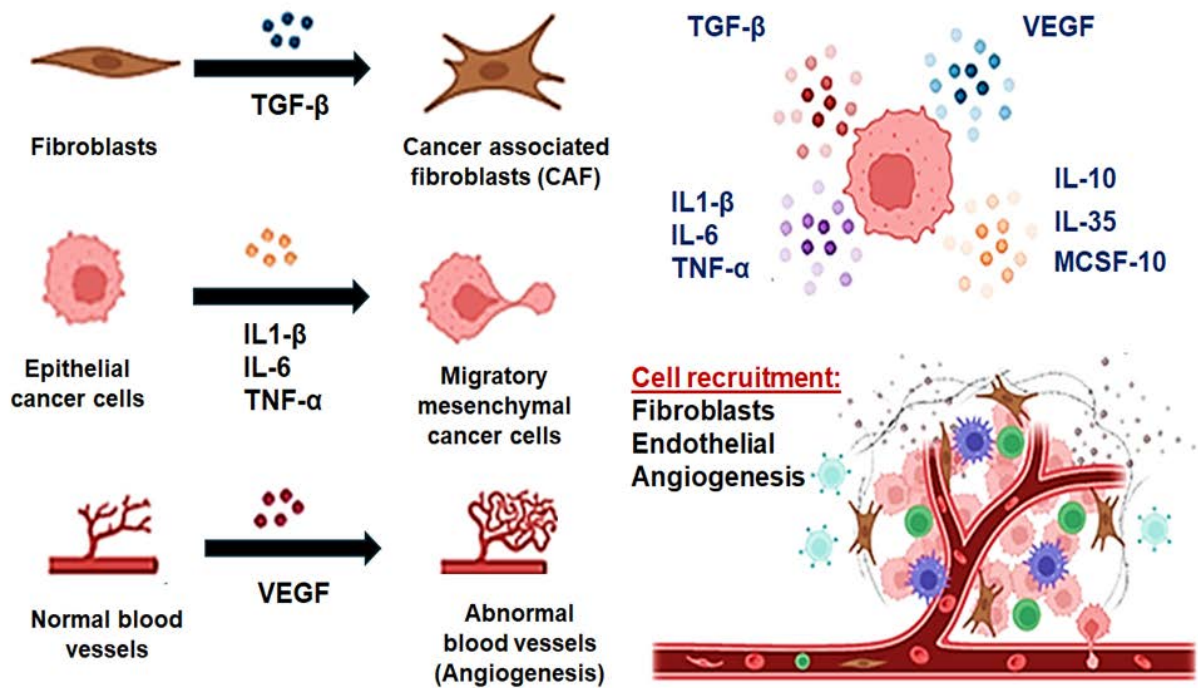 TGF-β
Fibroblasts
Cancer associated
fibroblasts (CAF)
IL1-β
IL-6
TNF-α
Epithelial
cancer cells
Migratory
mesenchymal
cancer cells
VEGF
Normal blood
vessels
Abnormal
blood vessels
(Angiogenesis)
TGF-β
VEGF
IL1-β
IL-6
TNF-α
IL-10
IL-35
MCSF-10
Cell recruitment:
Fibroblasts
Endothelial
Angiogenesis